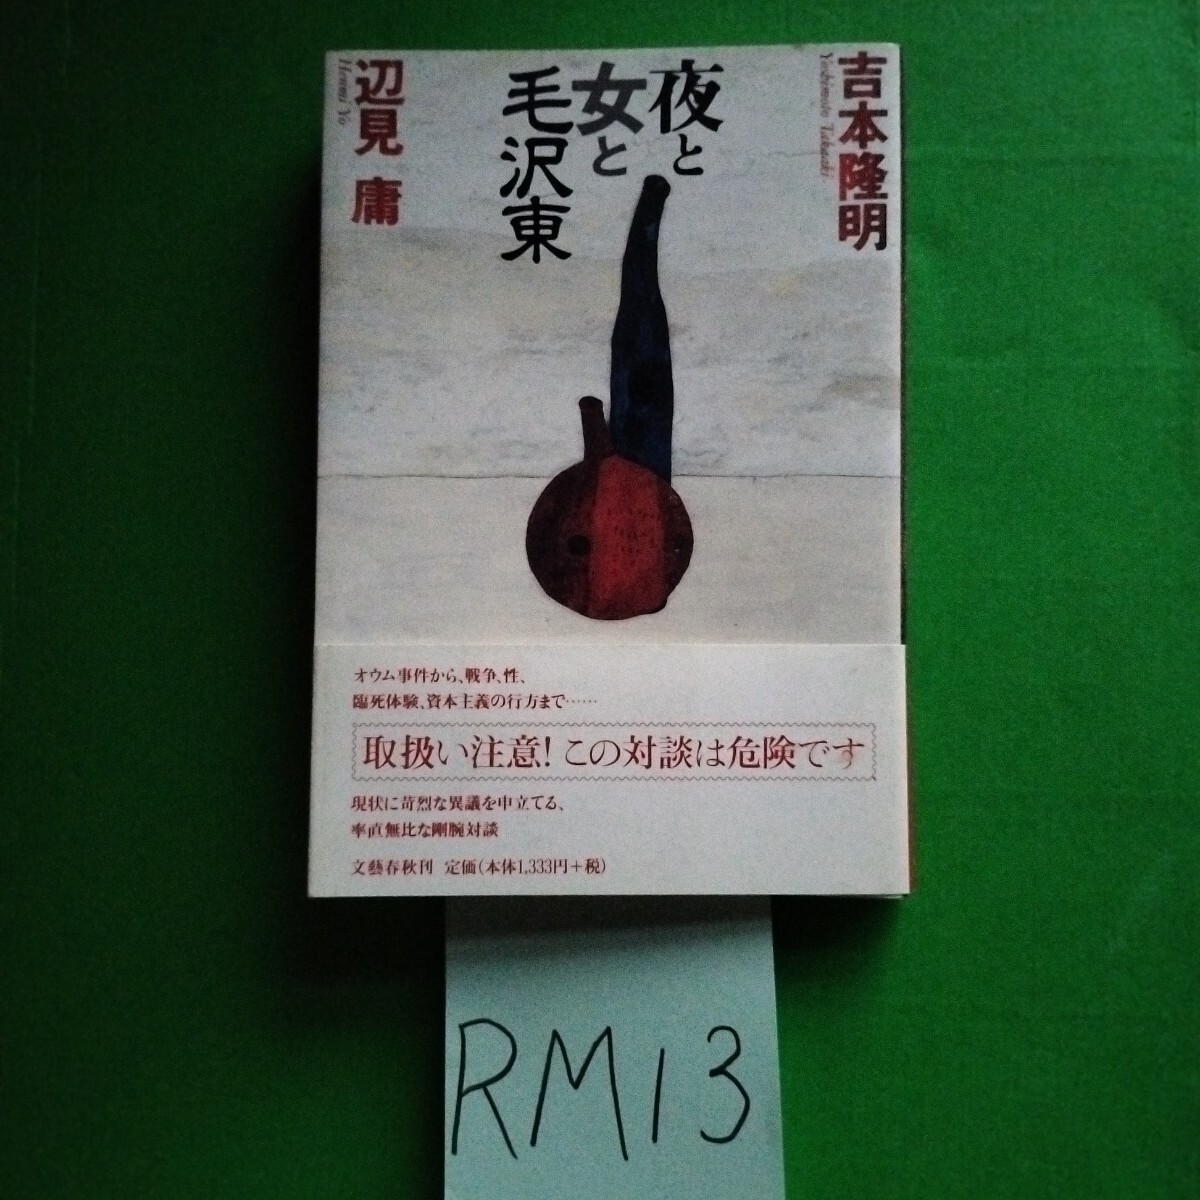 吉本隆明
Yoshimoto Takaaki
夜と
女と
毛沢東
辺見 庸
Henmi Yo
オウム事件から、戦争、性、
臨死体験、資本主義の行方まで……
取扱い注意!この対談は危険です
現状に苛烈な異議を申立てる、
率直無比な剛腕対談
文藝春秋刊 定価(本体1,333円+税)
RM13